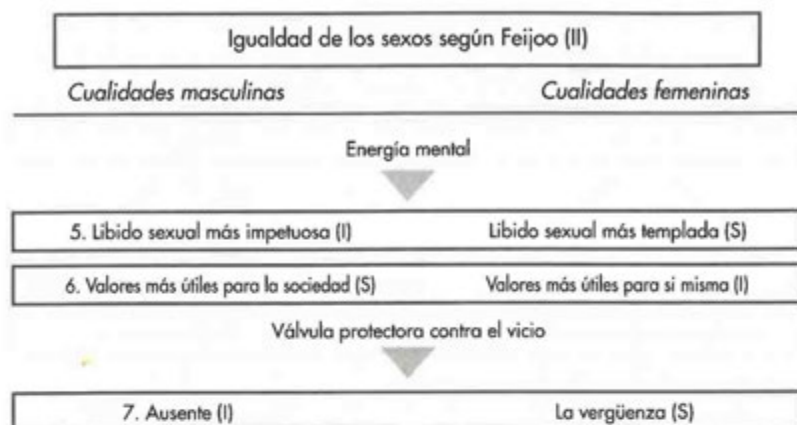 Igualdad de los sexos según Feijoo (II)
Cualidades masculinas Cualidades femeninas
Energía mental
5. Libido sexual más impetuosa (I) Libido sexual más templada (S)
6. Valores más útiles para la sociedad (S) Valores más útiles para si misma (I)
Válvula protectora contra el vicio
7. Ausente (I) La vergüenza (S)